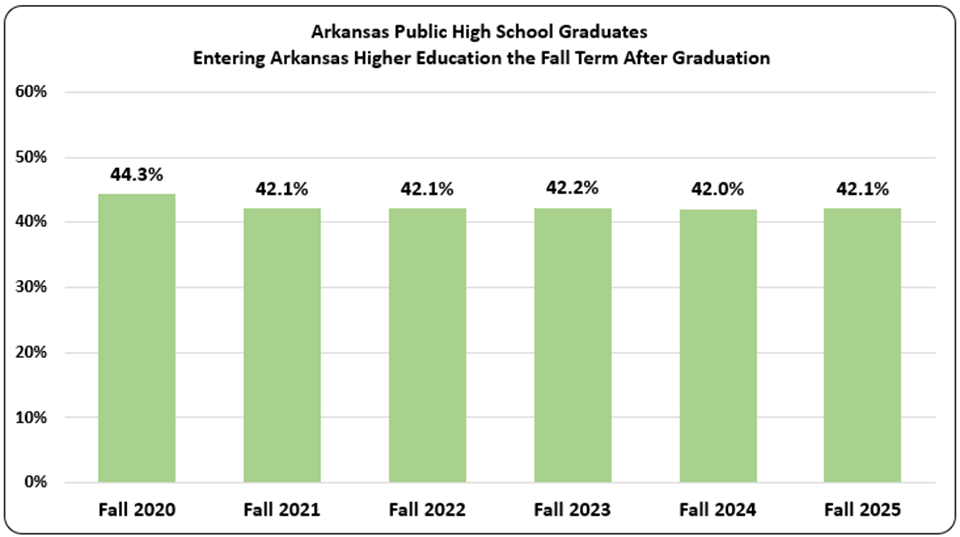 Arkansas Public High School Graduates
Entering Arkansas Higher Education the Fall Term After Graduation
60%
50%
40%
30%
20%
10%
0%
44.3%
42.1%
42.1%
42.2%
42.0%
42.1%
Fall 2020
Fall 2021
Fall 2022
Fall 2023
Fall 2024
Fall 2025